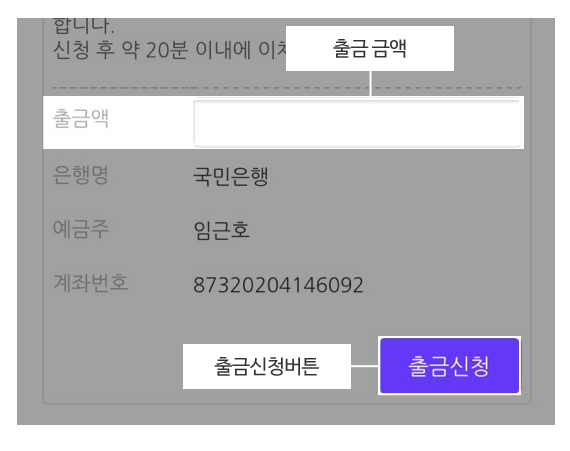 합니다.
신청 후 약 20분 이내에 이체
출금 금액
출금액
은행명 국민은행
예금주 임근호
계좌번호 87320204146092
출금신청버튼 출금신청